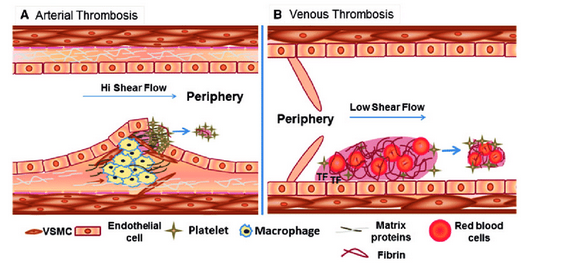 A Arterial Thrombosis
B Venous Thrombosis
Hi Shear Flow
Periphery
Low Shear Flow
Periphery
TF TF
VSMC
Endothelial
cell
Platelet
Macrophage
Matrix
proteins
Red blood
cells
Fibrin